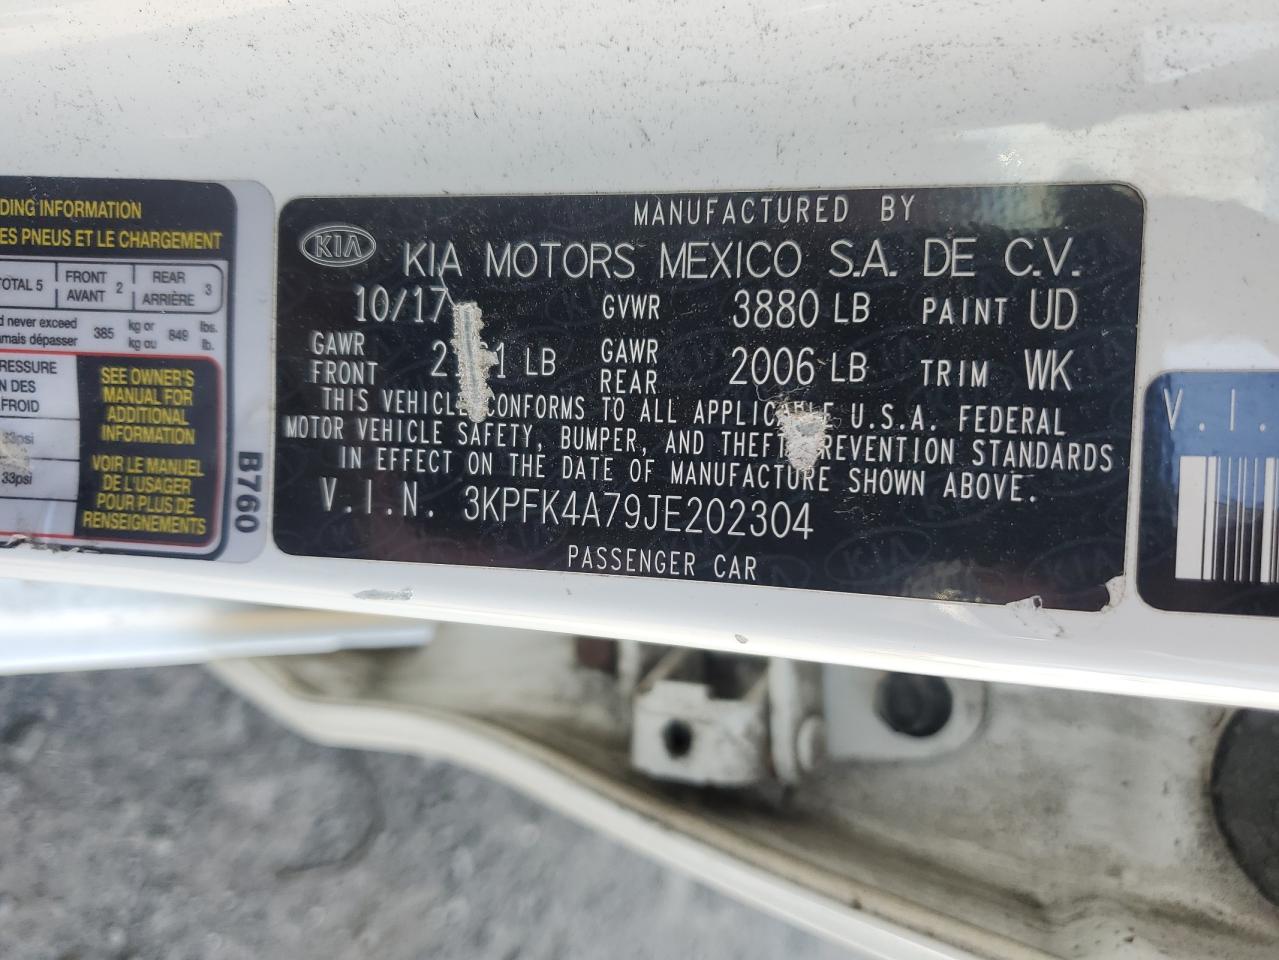 DING INFORMATION
ES PNEUS ET LE CHARGEMENT
TOTAL 5 FRONT AVANT 2 REAR ARRIÈRE 3
d never exceed
amais dépasser 385 kg or kg ou 849 lbs. lb.
RESSURE
N DES
FROID
33psi
33psi
SEE OWNER'S
MANUAL FOR
ADDITIONAL
INFORMATION
VOIR LE MANUEL
DE L'USAGER
POUR PLUS DE
RENSEIGNEMENTS
B760
MANUFACTURED BY
KIA KIA MOTORS MEXICO S.A. DE C.V.
10/17 GVWR 3880 LB PAINT UD
GAWR FRONT LB GAWR REAR 2006 LB TRIM WK
THIS VEHICLE CONFORMS TO ALL APPLICABLE U.S.A. FEDERAL
MOTOR VEHICLE SAFETY, BUMPER, AND THEFT PREVENTION STANDARDS
IN EFFECT ON THE DATE OF MANUFACTURE SHOWN ABOVE.
V.I.N. 3KPFK4A79JE202304
PASSENGER CAR
V.I.